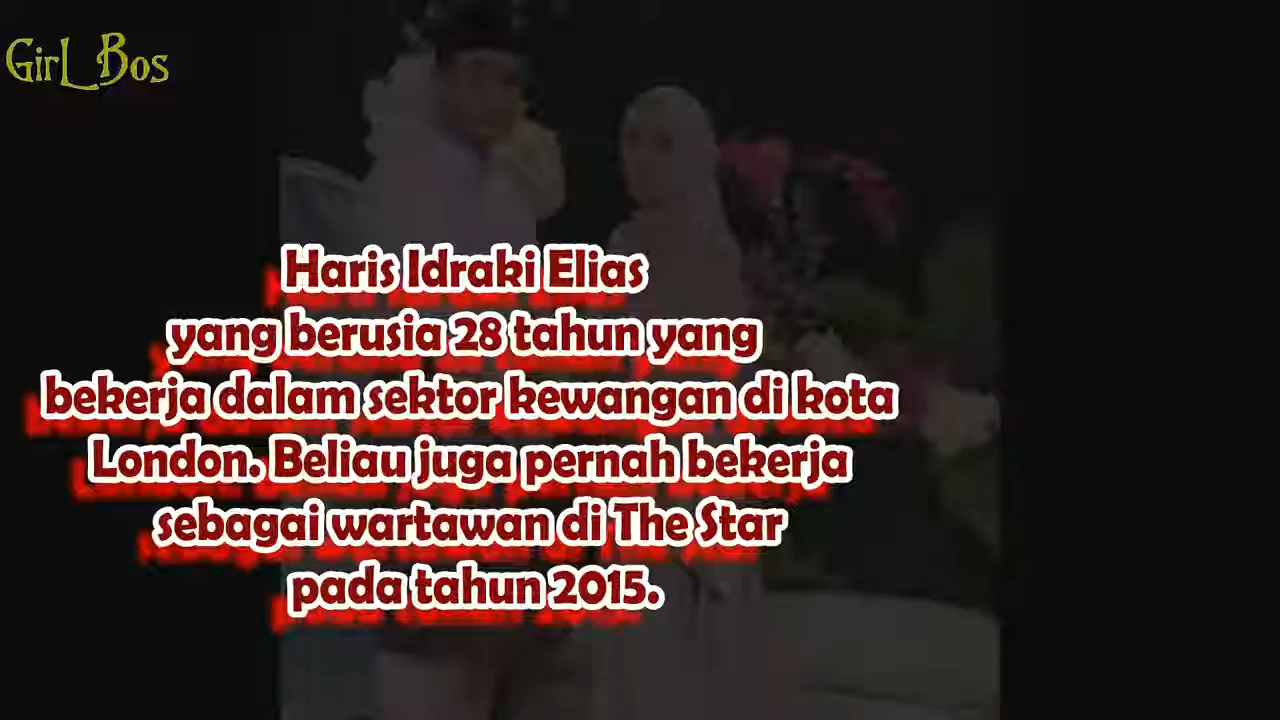 GirL_Bos
Haris Idraki Elias
yang berusia 28 tahun yang
bekerja dalam sektor kewangan di kota
London. Beliau juga pernah bekerja
sebagai wartawan di The Star
pada tahun 2015.